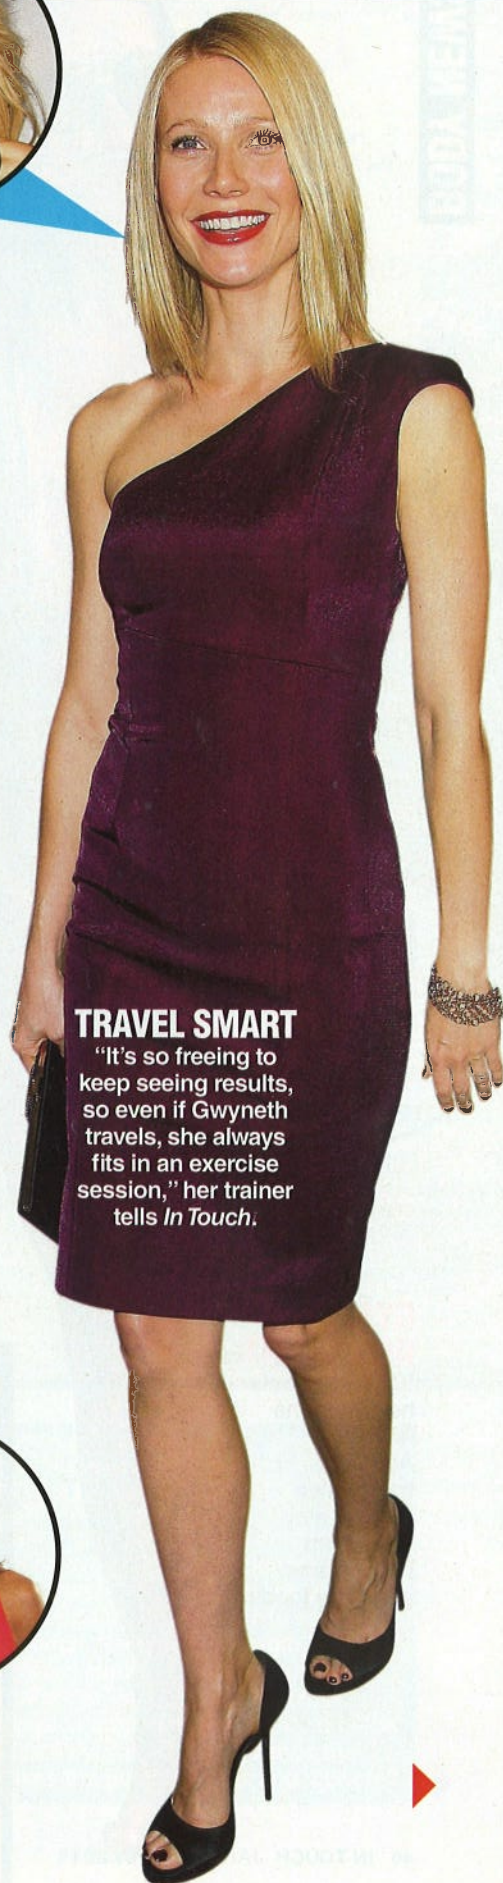 TRAVEL SMART
“It’s so freeing to
keep seeing results,
so even if Gwyneth
travels, she always
fits in an exercise
session,” her trainer
tells In Touch.